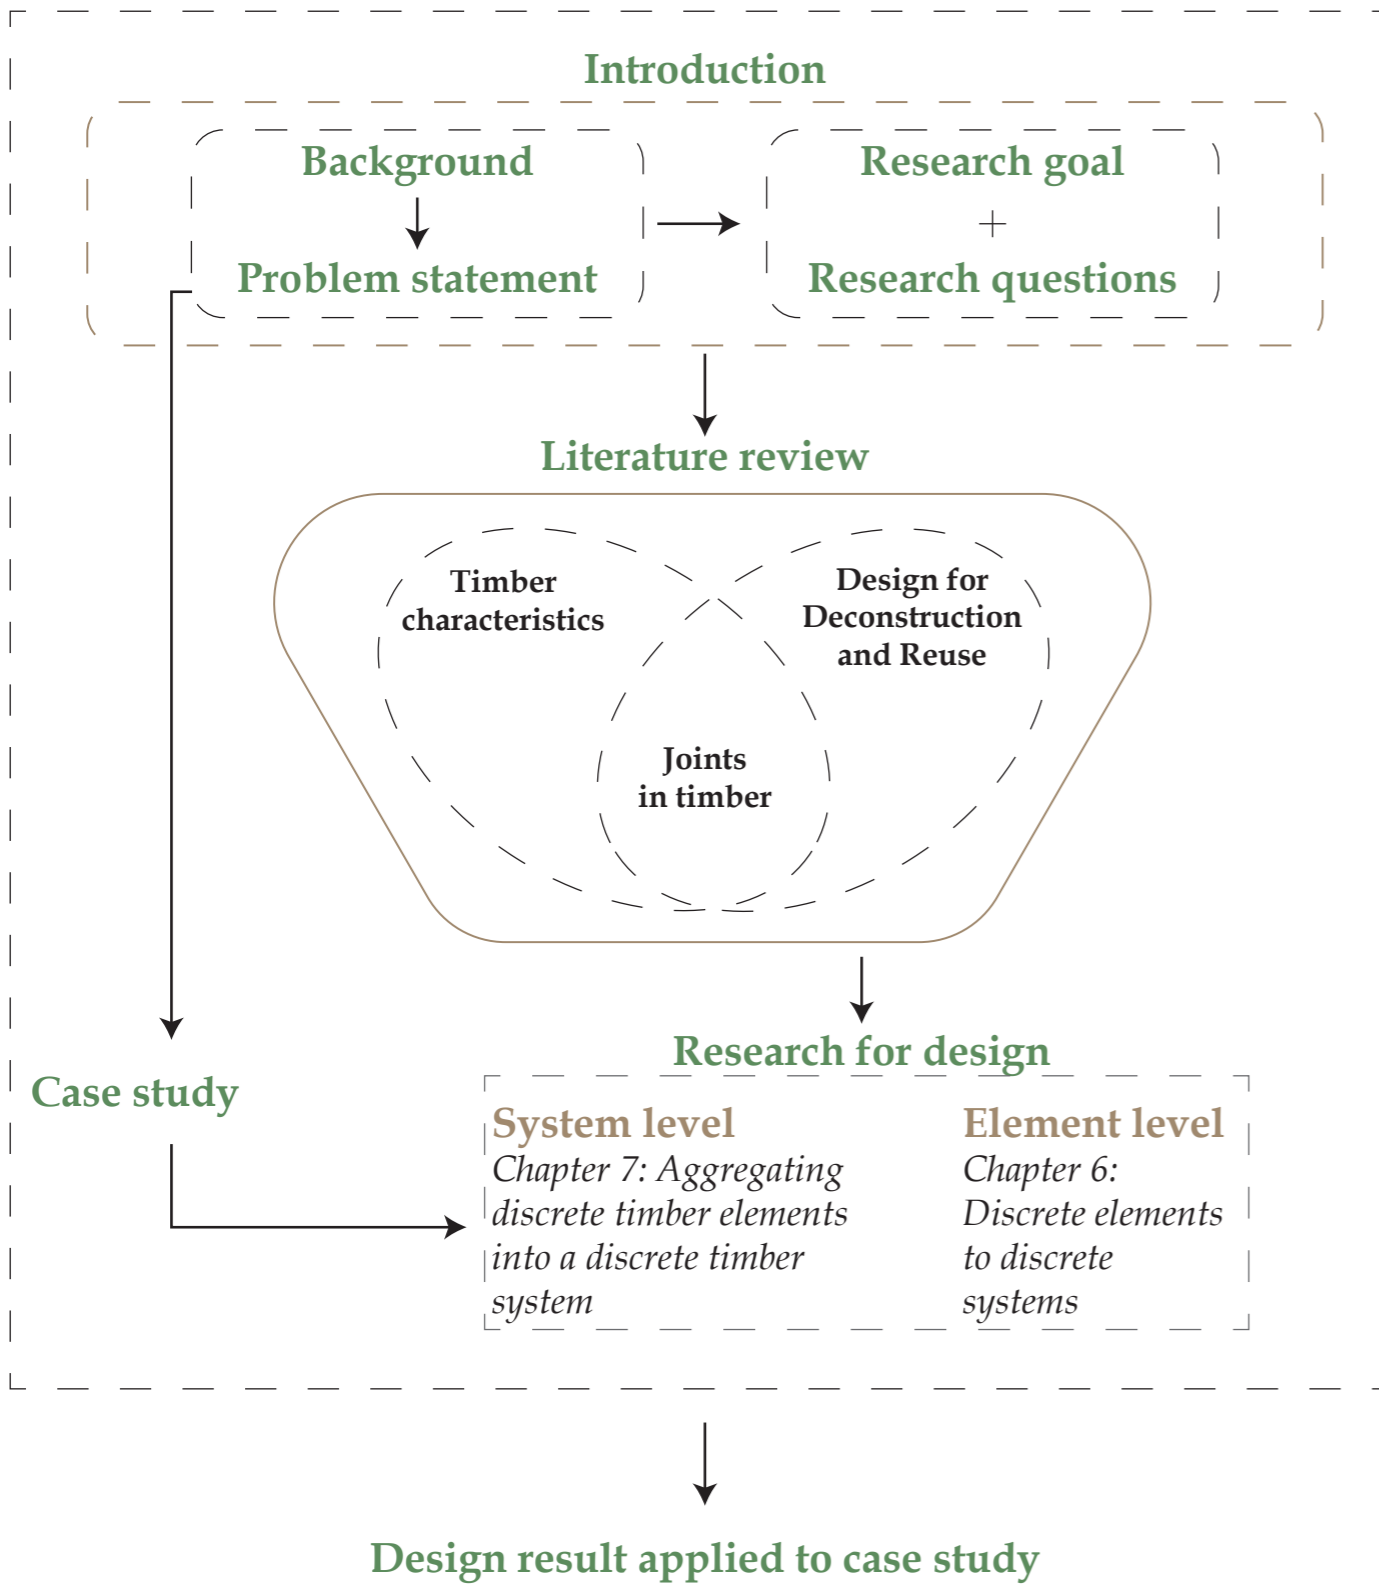 Introduction
Background
Problem statement
Research goal
+
Research questions
Literature review
Timber
characteristics
Design for
Deconstruction
and Reuse
Joints
in timber
Case study
Research for design
System level
Chapter 7: Aggregating
discrete timber elements
into a discrete timber
system
Element level
Chapter 6:
Discrete elements
to discrete
systems
Design result applied to case study